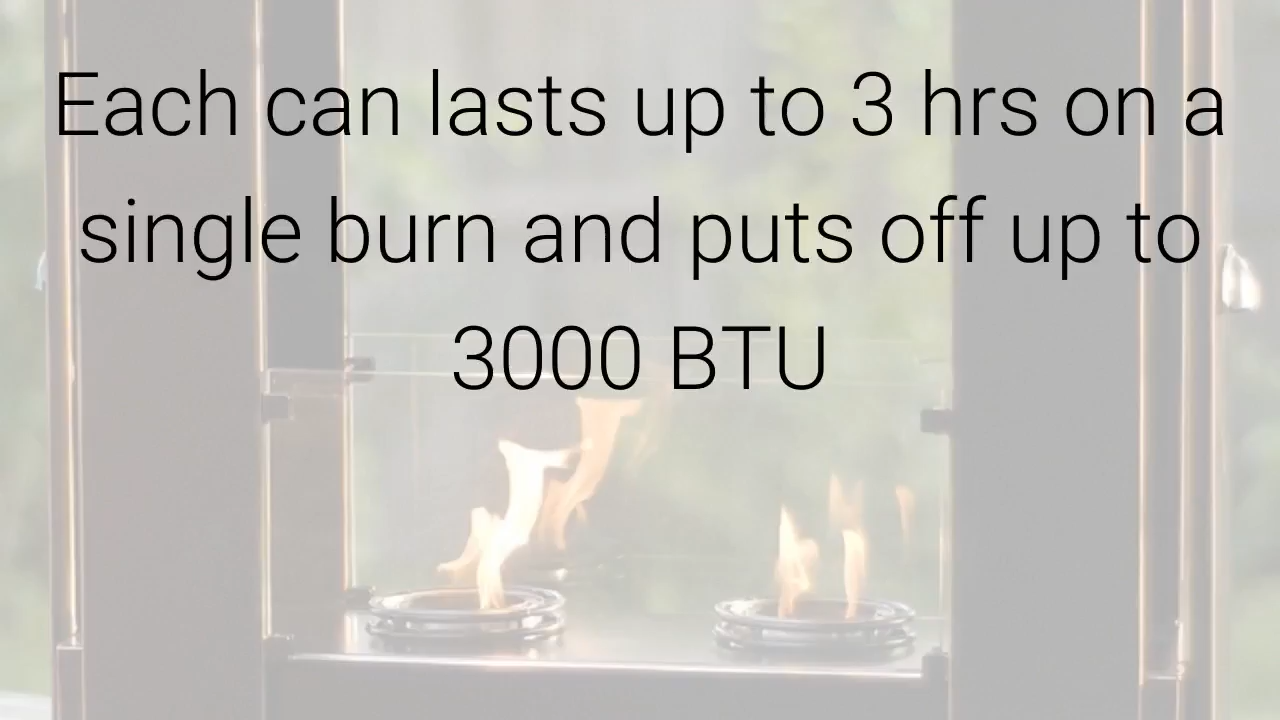 Each can lasts up to 3 hrs on a
single burn and puts off up to
3000 BTU